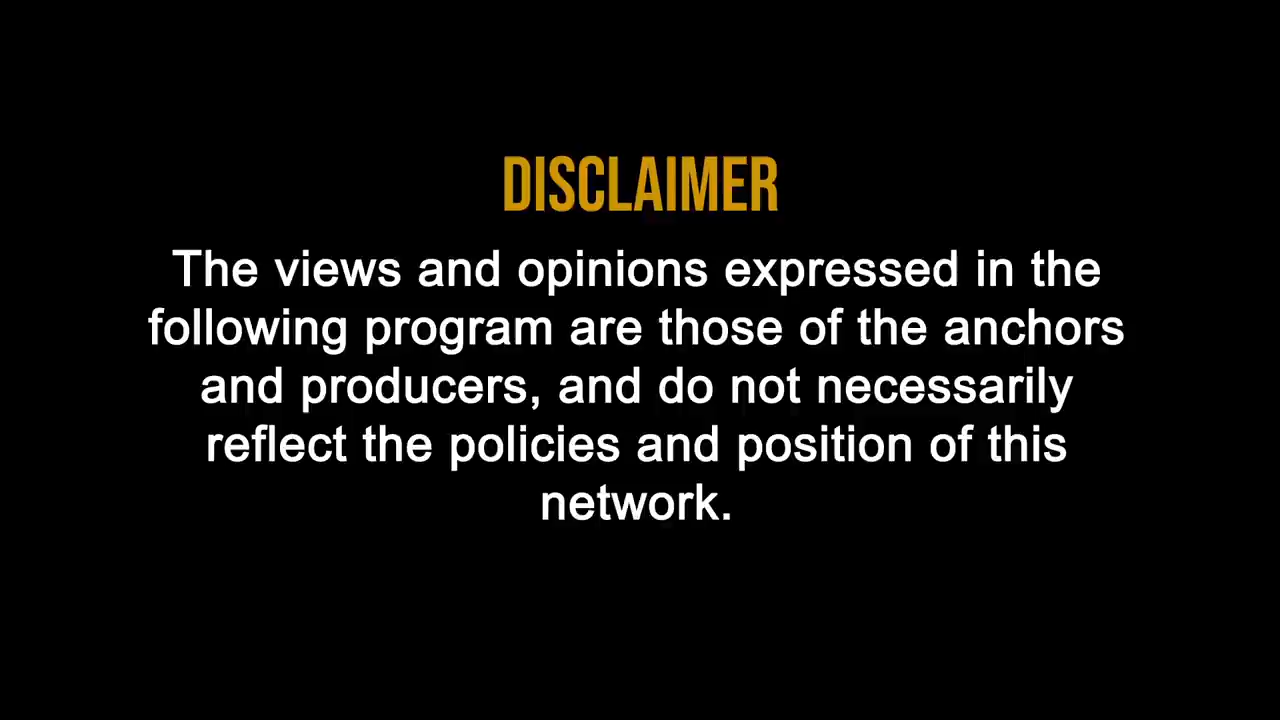 DISCLAIMER
The views and opinions expressed in the
following program are those of the anchors
and producers, and do not necessarily
reflect the policies and position of this
network.